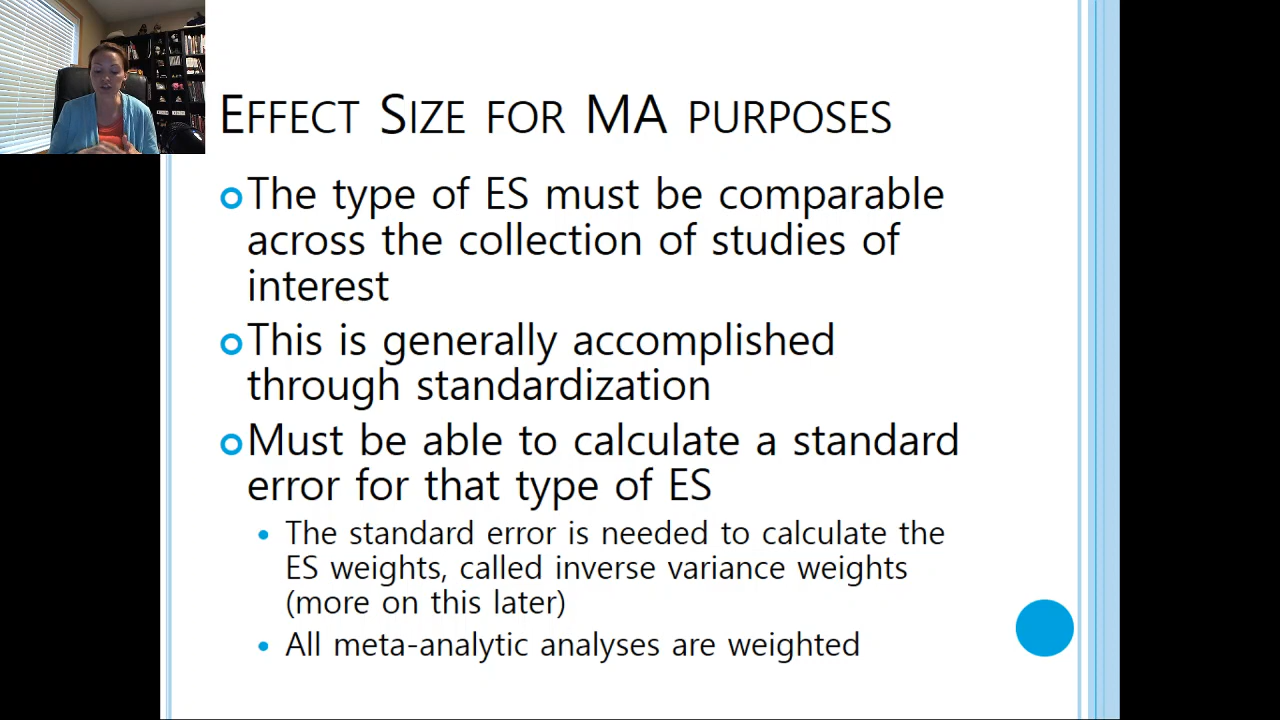 EFFECT SIZE FOR MA PURPOSES
The type of ES must be comparable
across the collection of studies of
interest
This is generally accomplished
through standardization
Must be able to calculate a standard
error for that type of ES
The standard error is needed to calculate the
ES weights, called inverse variance weights
(more on this later)
All meta-analytic analyses are weighted